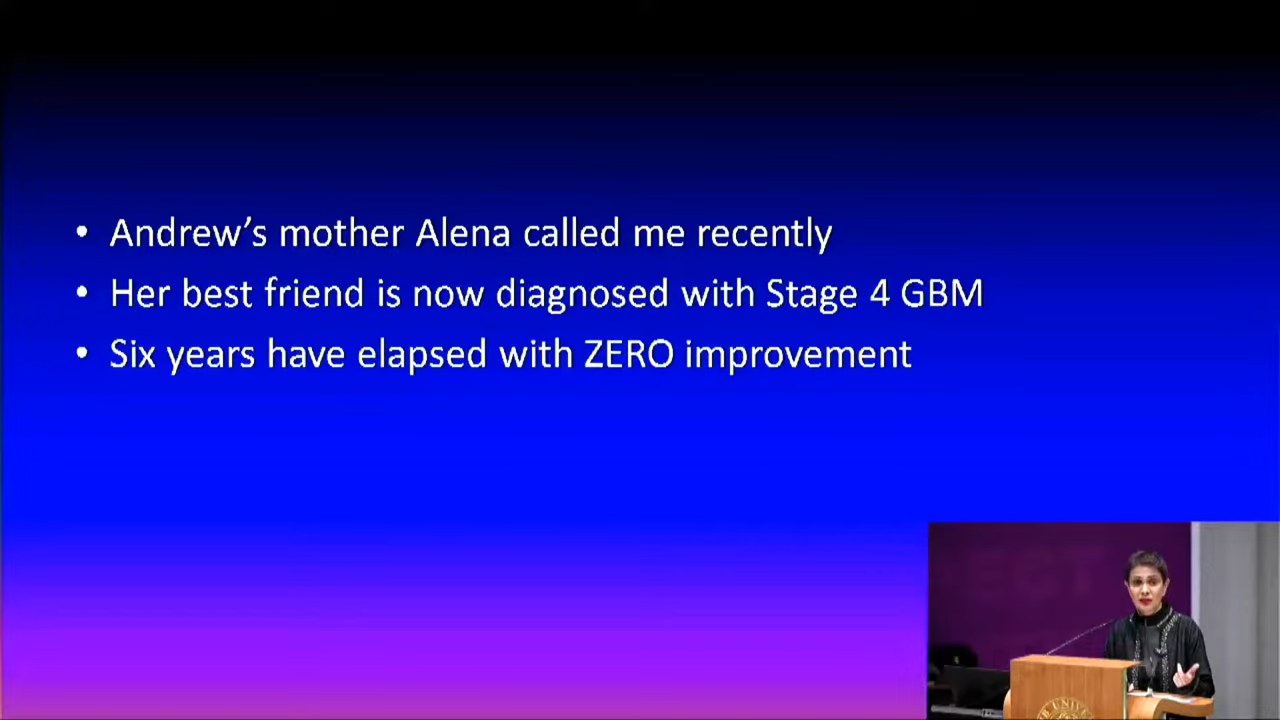 • Andrew's mother Alena called me recently
• Her best friend is now diagnosed with Stage 4 GBM
• Six years have elapsed with ZERO improvement